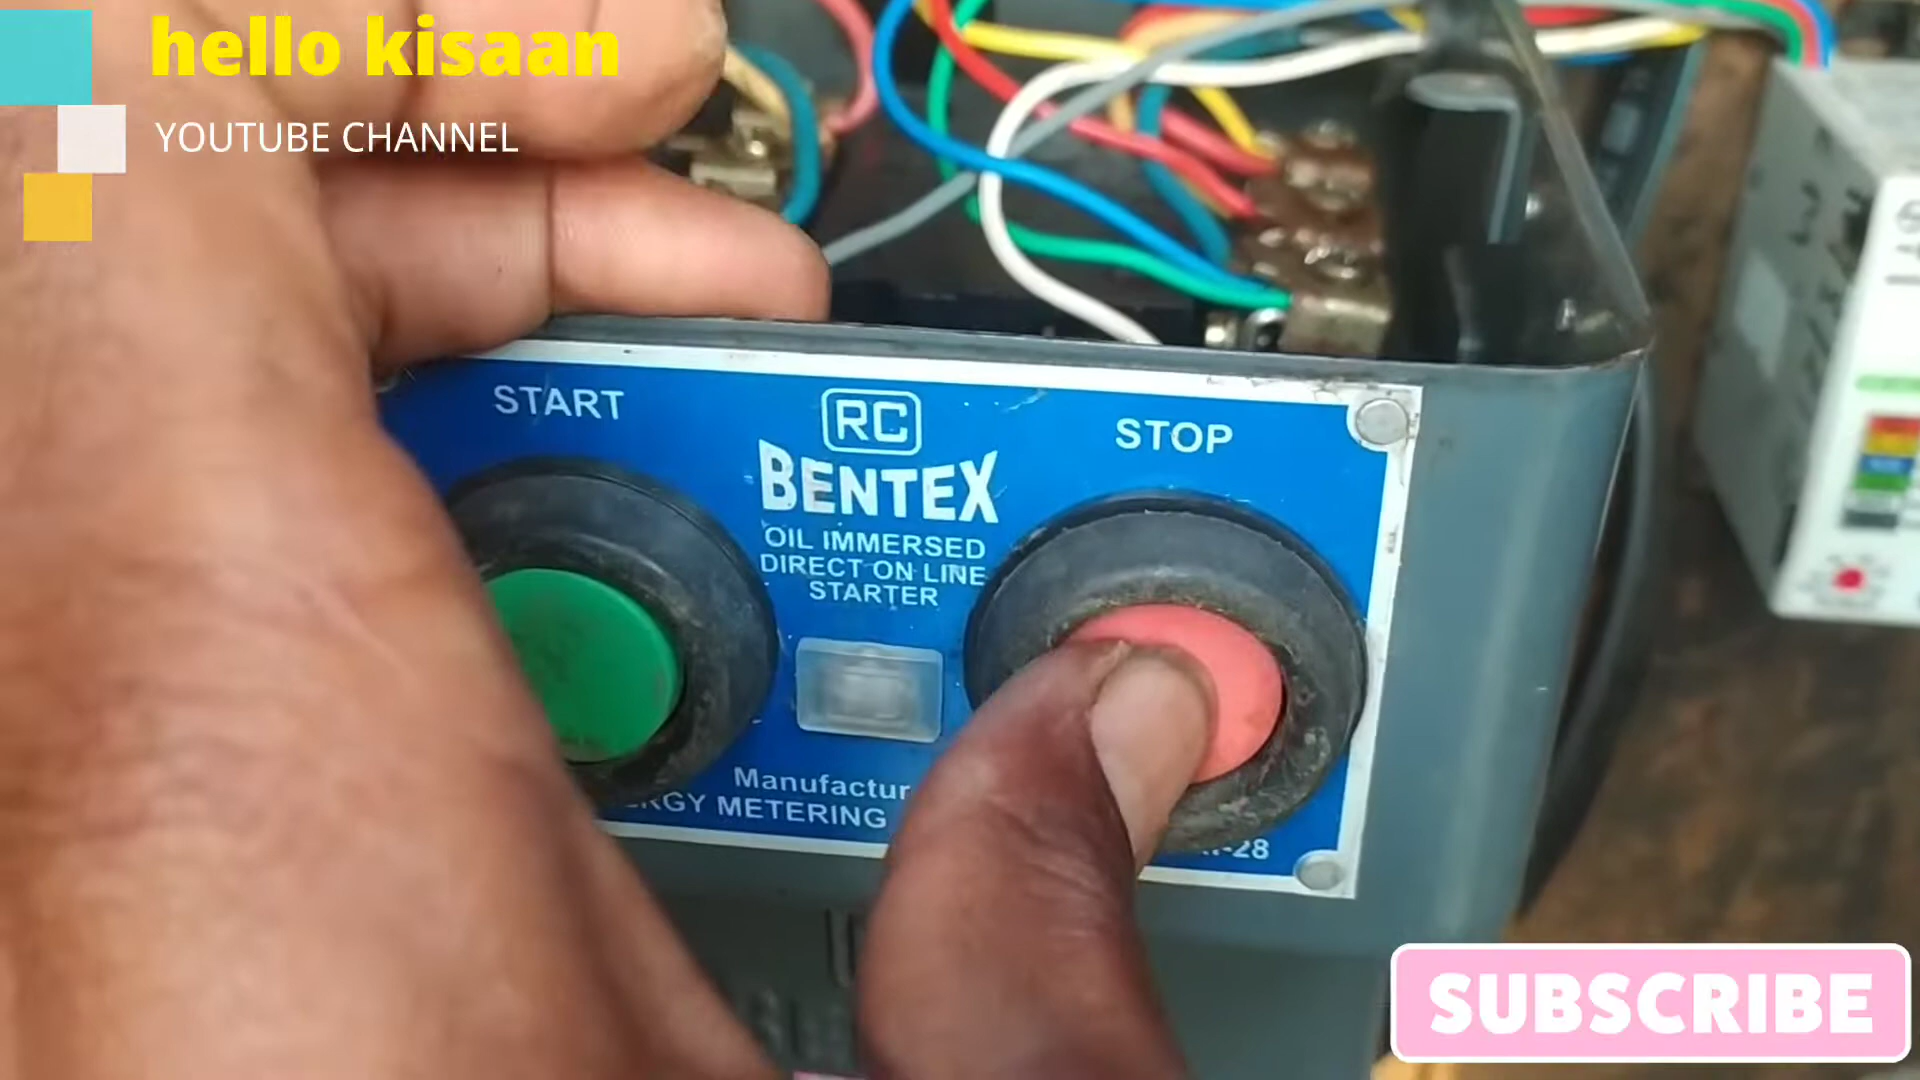 hello kisaan
YOUTUBE CHANNEL
START
RC
STOP
BENTEX
OIL IMMERSED
DIRECT ON LINE
STARTER
METERING
SUBSCRIBE